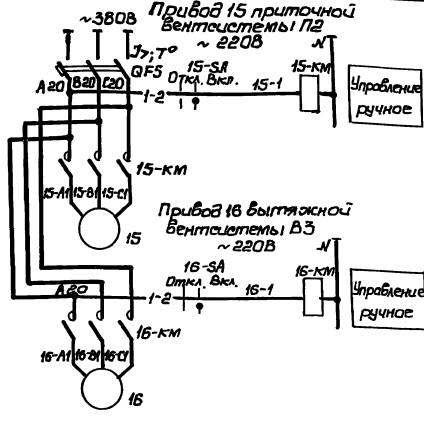 ~380В
Привод 15 приточной
вентсистемы П2
~ 220В
N
I>; T°
QF5
A20 B20 C20
1-2
15-SA
Откл. Вкл.
15-1
15-КМ
Управление
ручное
15-КМ
15-A1 15-B1 15-C1
15
Привод 16 вытяжной
вентсистемы В3
~ 220В
N
A20
1-2
16-SA
Откл. Вкл.
16-1
16-КМ
Управление
ручное
16-КМ
16-A1 16-B1 16-C1
16